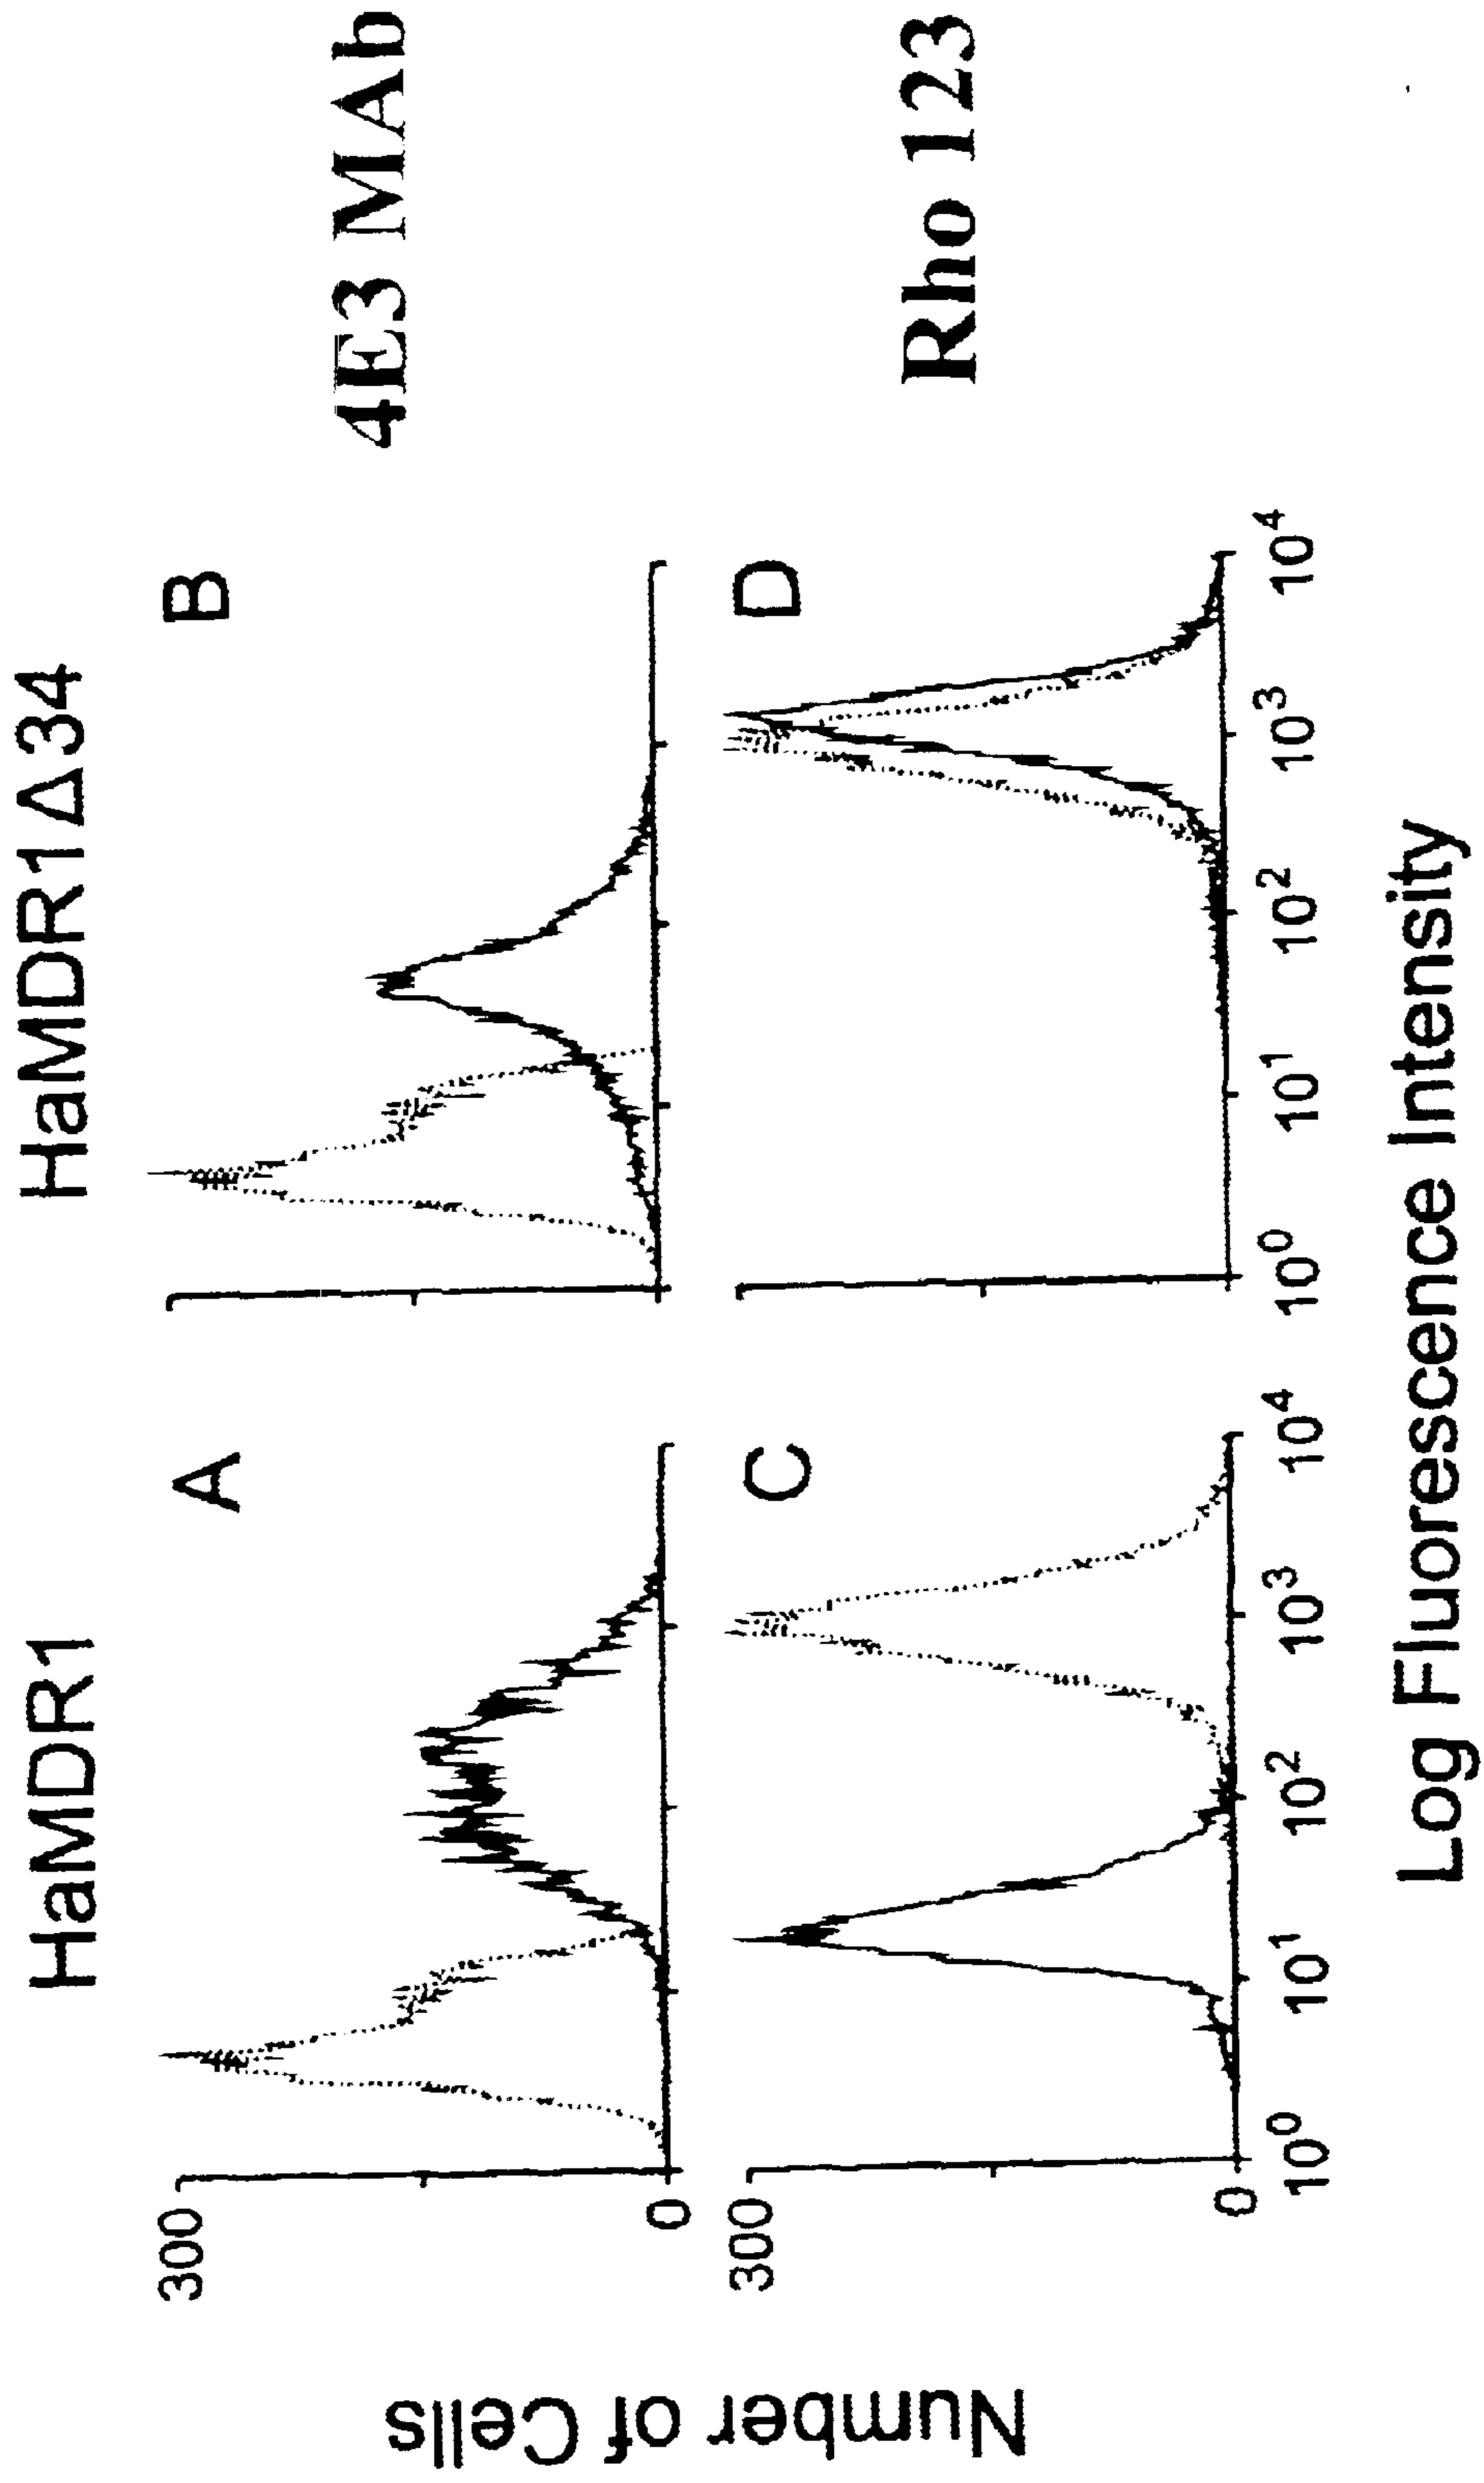 HaMDR1
HaMDR1Δ34
A
B
4E3 MAb
300
0
Number of Cells
C
D
Rho 123
300
0
10⁰ 10¹ 10² 10³ 10⁴
10⁰ 10¹ 10² 10³ 10⁴
Log Fluorescence Intensity